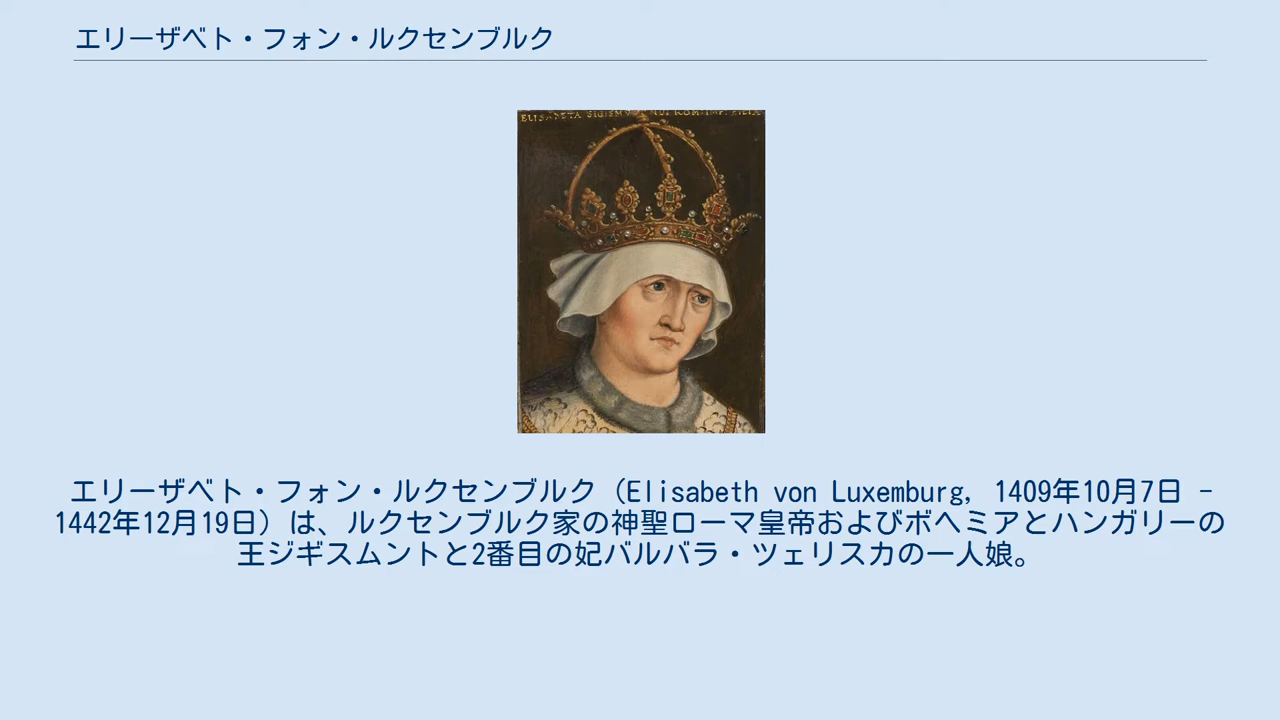 エリーザベト・フォン・ルクセンブルク
ELISABETA SIGISMUNDI ROM. IMP. FILIA
エリーザベト・フォン・ルクセンブルク（Elisabeth von Luxemburg, 1409年10月7日 -
1442年12月19日）は、ルクセンブルク家の神聖ローマ皇帝およびボヘミアとハンガリーの
王ジギスムントと2番目の妃バルバラ・ツェリスカの一人娘。